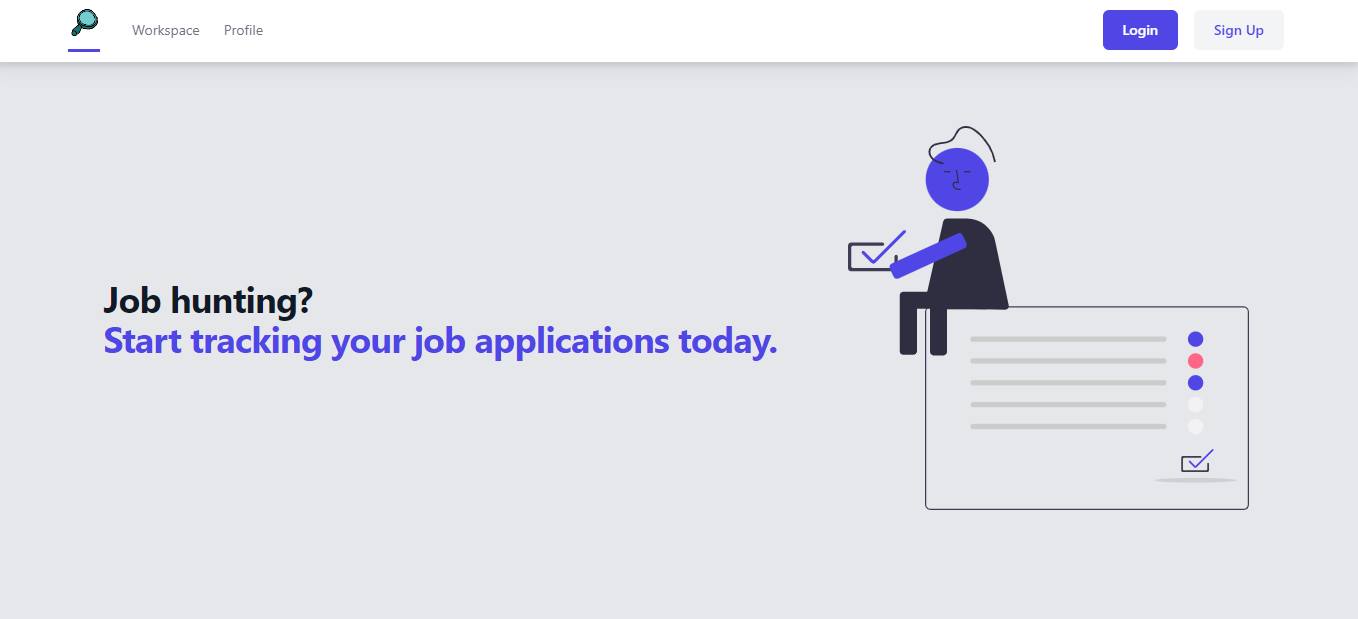 Workspace Profile
Login Sign Up
Job hunting?
Start tracking your job applications today.